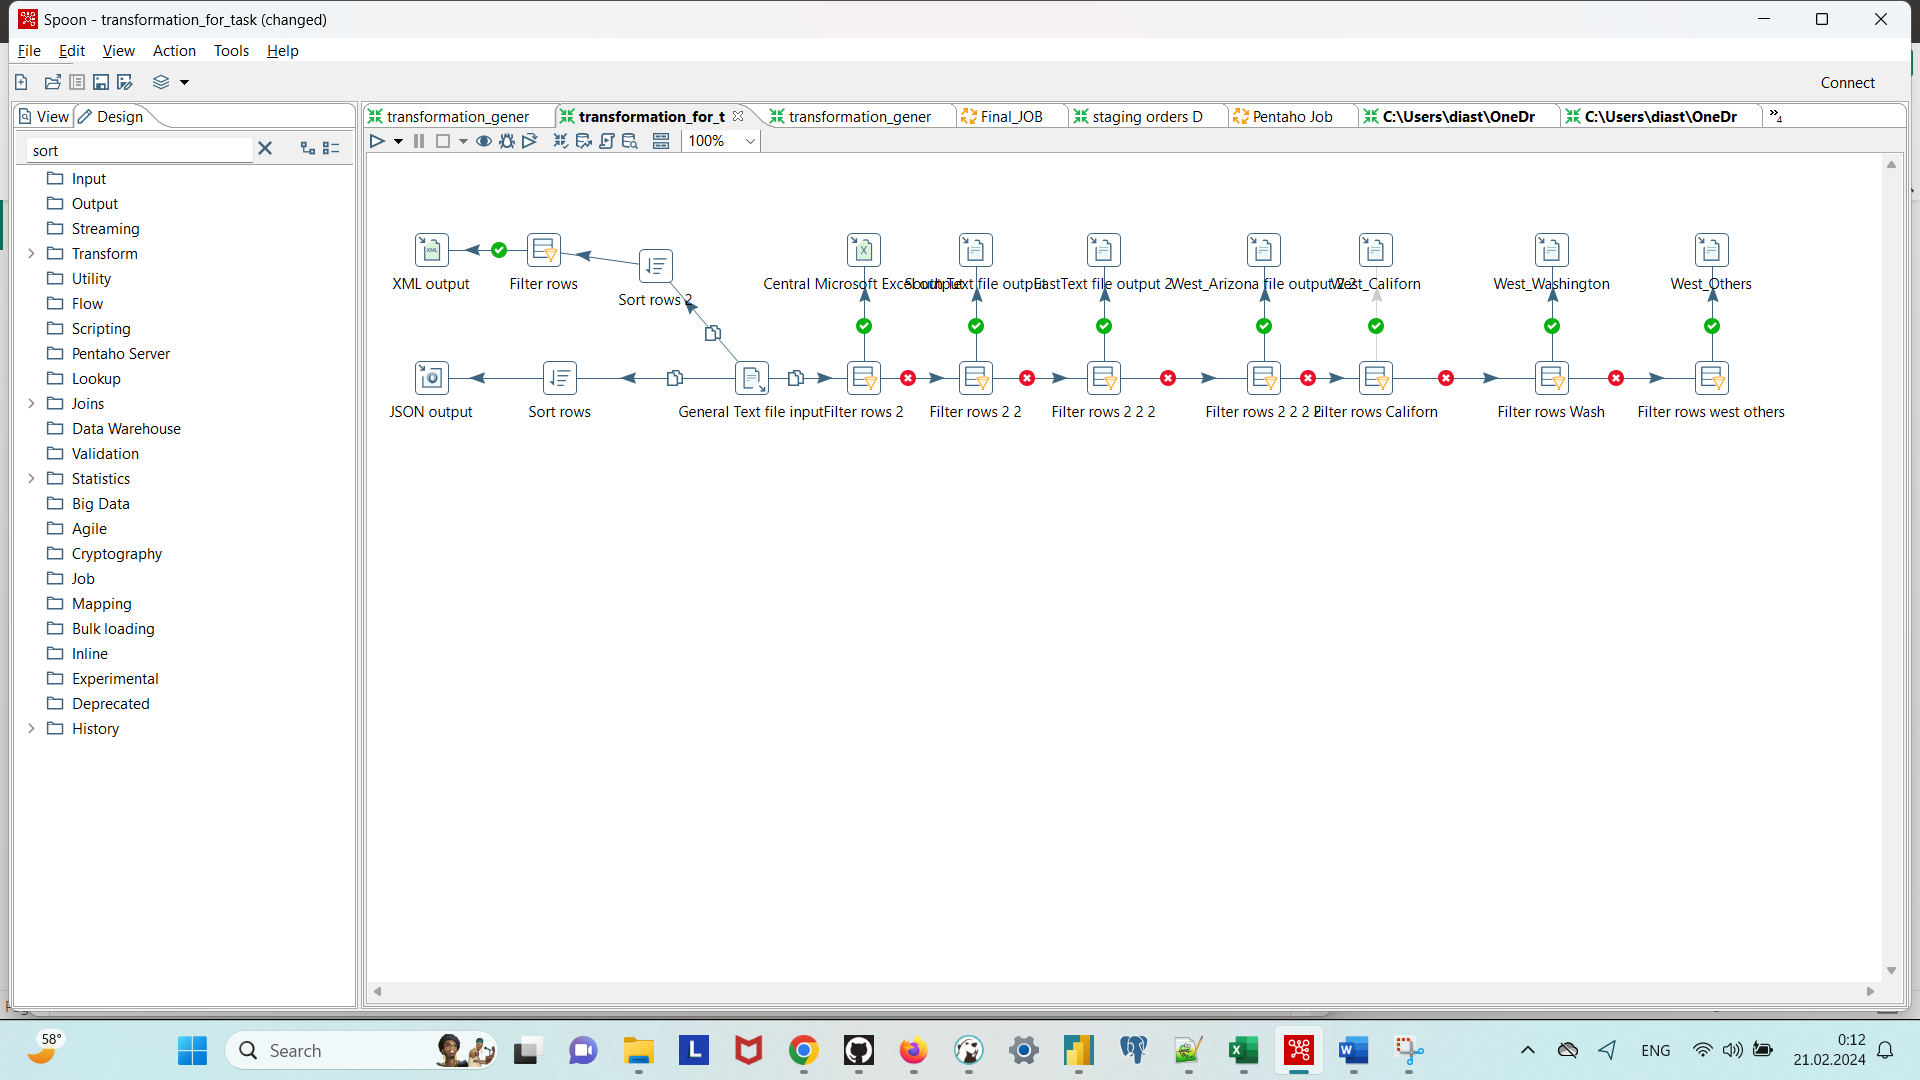 Spoon - transformation_for_task (changed)
File Edit View Action Tools Help
Connect
View Design
transformation_gener transformation_for_t transformation_gener Final_JOB staging orders D Pentaho Job C:\Users\diast\OneDr C:\Users\diast\OneDr »4
100%
sort
Input
Output
Streaming
Transform
Utility
Flow
Scripting
Pentaho Server
Lookup
Joins
Data Warehouse
Validation
Statistics
Big Data
Agile
Cryptography
Job
Mapping
Bulk loading
Inline
Experimental
Deprecated
History
XML output Filter rows Sort rows 2 Central Microsoft Excel output South Text file output EastText file output 2 West_Arizona file output 2 2 West_Californ West_Washington West_Others
JSON output Sort rows General Text file input Filter rows 2 Filter rows 2 2 Filter rows 2 2 2 Filter rows 2 2 2 2 Filter rows Californ Filter rows Wash Filter rows west others
58°
Search
ENG
0:12
21.02.2024